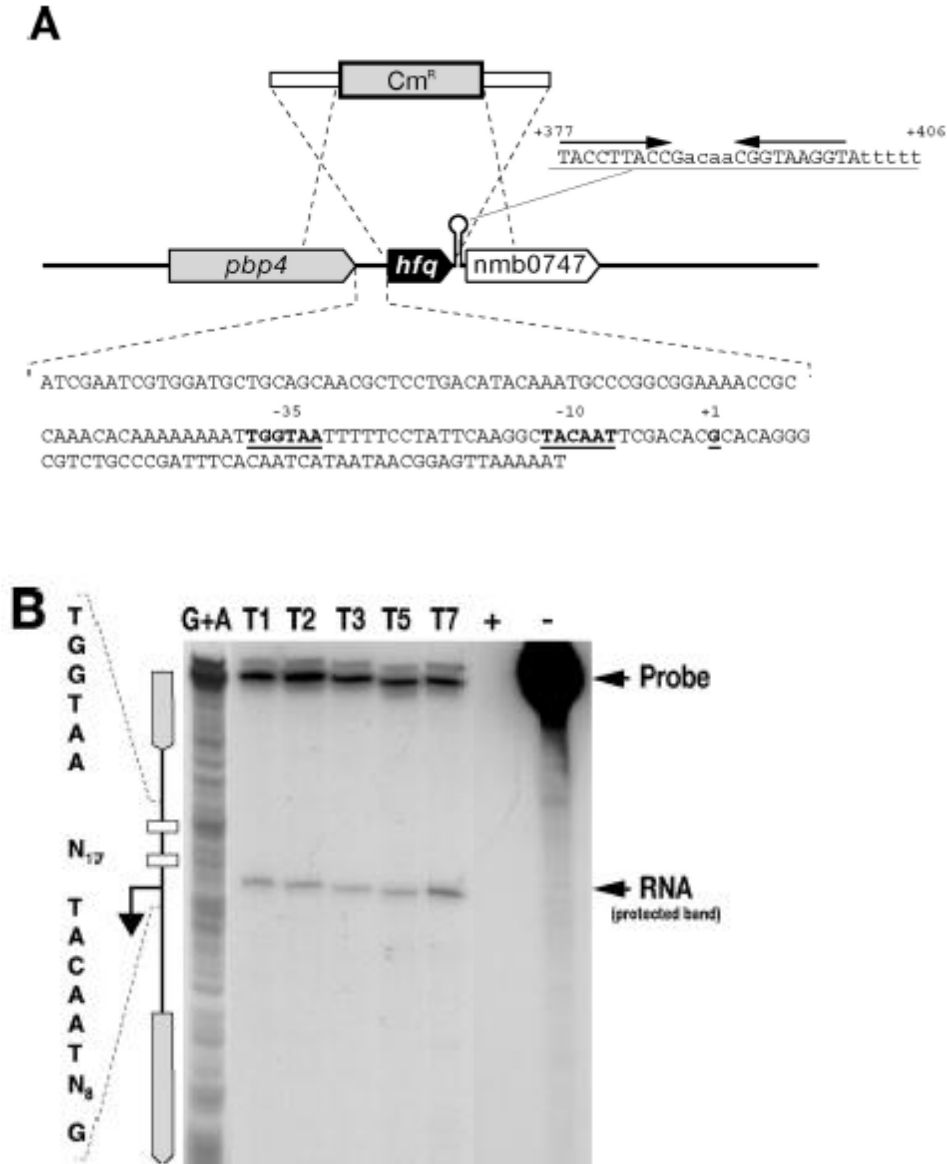 A
Cm^R
+377 +406
TACCTTACCGacaaCGGTAAGGTAttttt
pbp4 hfq nmb0747
ATCGAATCGTGGATGCTGCAGCAACGCTCCTGACATACAAATGCCCGGCGGAAAACCGC
-35 -10 +1
CAAACACAAAAAAAATTGGTAATTTTTCCTATTCAAGGCTACAATTCGACACGCACAGGG
CGTCTGCCCGATTTCACAATCATAATAACGGAGTTAAAAAT
B
G+A T1 T2 T3 T5 T7 + -
T
G
G
T
A
A
N17
T
A
C
A
A
T
N8
G
Probe
RNA
(protected band)